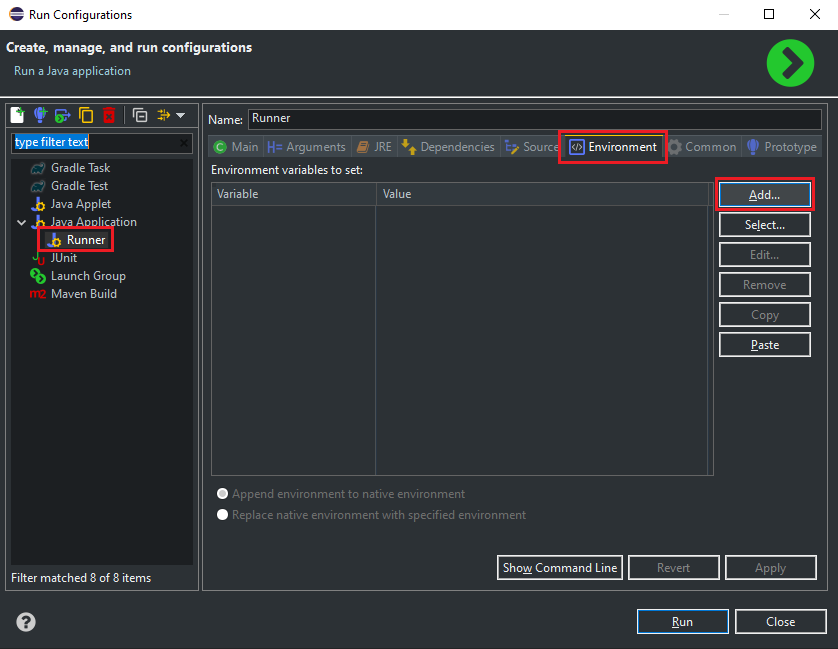 Run Configurations
Create, manage, and run configurations
Run a Java application
type filter text
Gradle Task
Gradle Test
Java Applet
Java Application
Runner
JUnit
Launch Group
m2 Maven Build
Filter matched 8 of 8 items
Name: Runner
Main Arguments JRE Dependencies Source Environment Common Prototype
Environment variables to set:
Variable Value
Add...
Select...
Edit...
Remove
Copy
Paste
Append environment to native environment
Replace native environment with specified environment
Show Command Line Revert Apply
Run Close